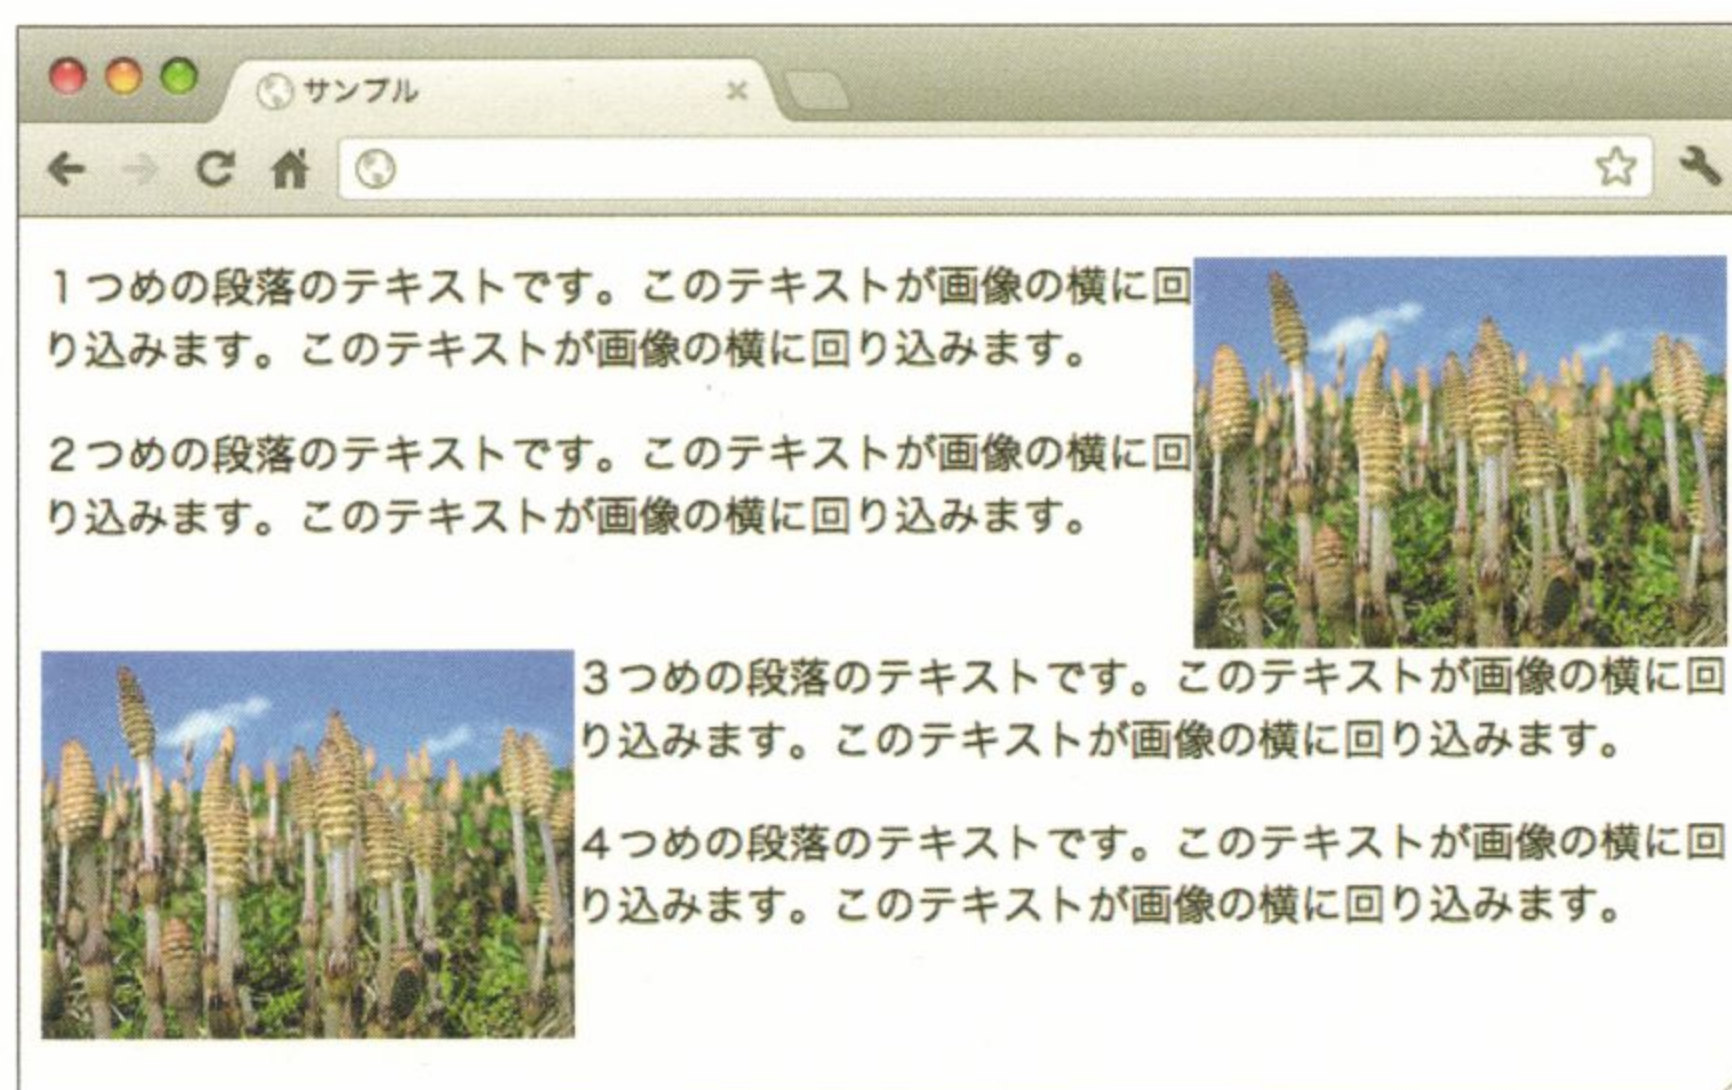 サンプル
1つめの段落のテキストです。このテキストが画像の横に回
り込みます。このテキストが画像の横に回り込みます。
2つめの段落のテキストです。このテキストが画像の横に回
り込みます。このテキストが画像の横に回り込みます。
3つめの段落のテキストです。このテキストが画像の横に回
り込みます。このテキストが画像の横に回り込みます。
4つめの段落のテキストです。このテキストが画像の横に回
り込みます。このテキストが画像の横に回り込みます。